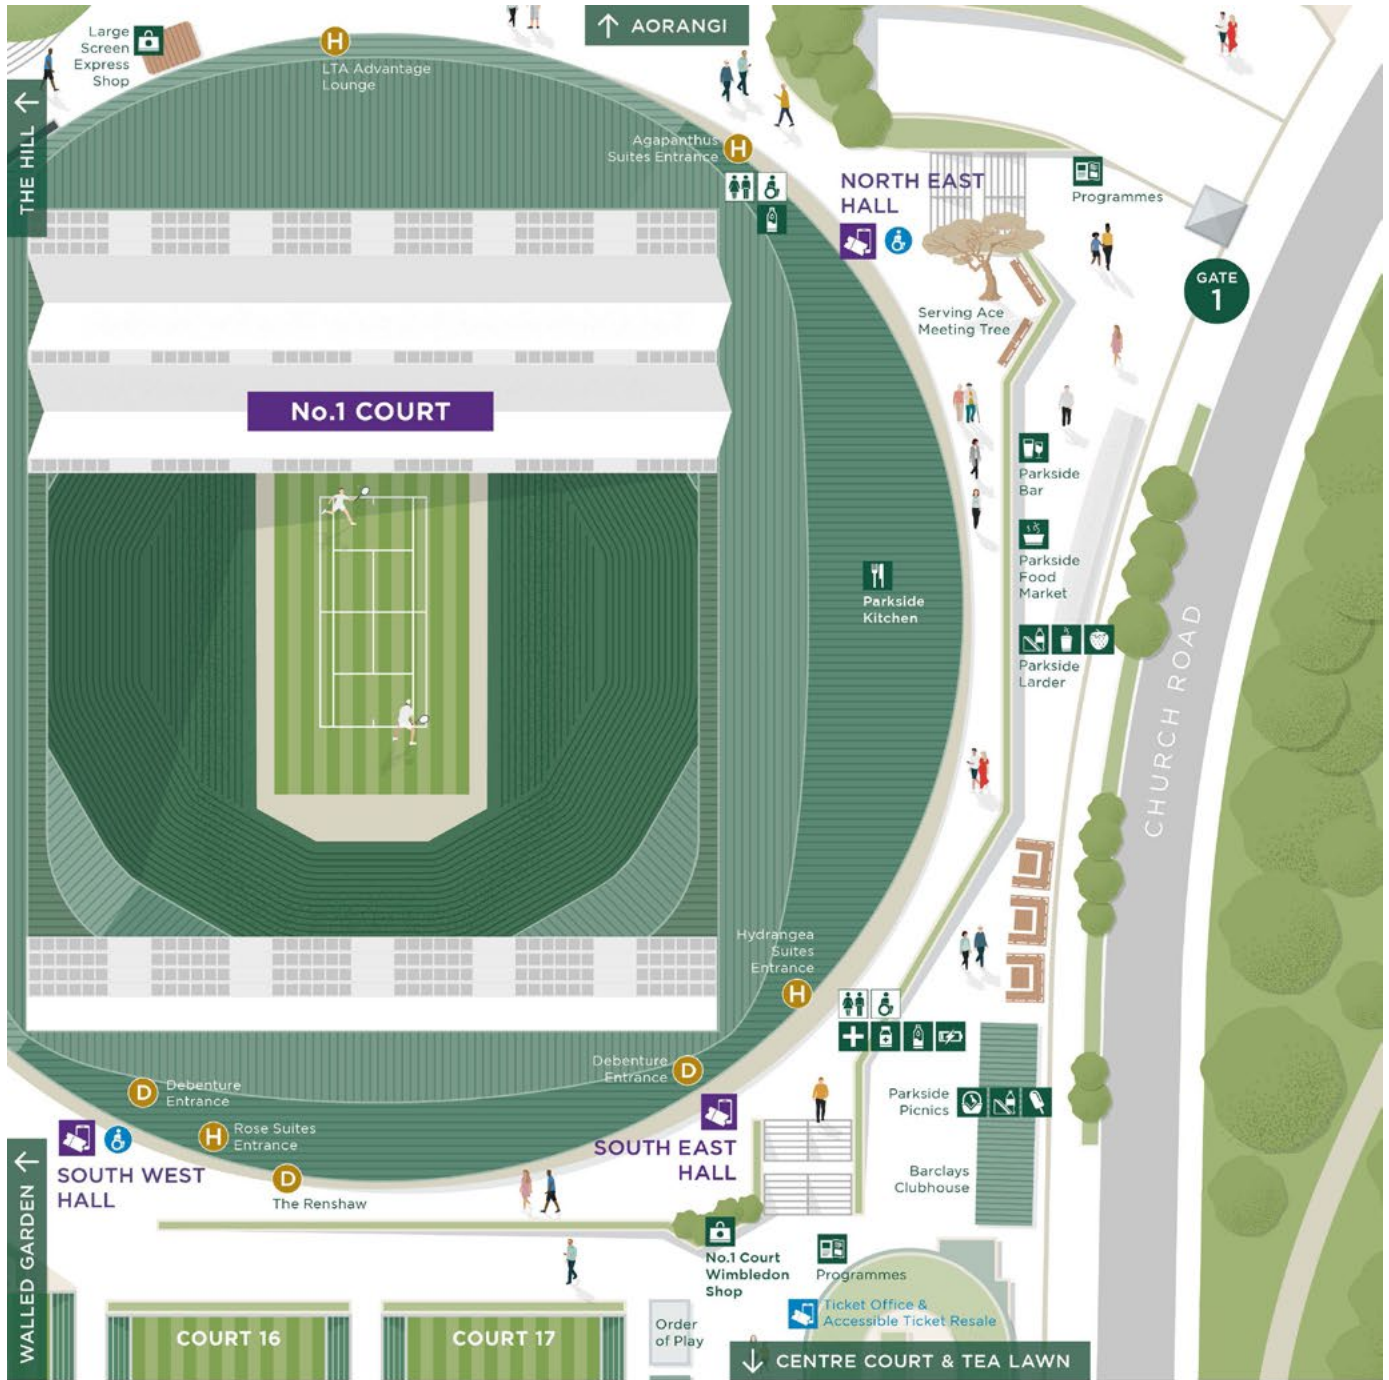 Large
Screen
Express
Shop
H
LTA Advantage
Lounge
↑ AORANGI
THE HILL ↑
Agapanthus
Suites Entrance
H
NORTH EAST
HALL
Programmes
GATE
1
Serving Ace
Meeting Tree
No.1 COURT
Parkside
Bar
Parkside
Food
Market
Parkside
Kitchen
Parkside
Larder
CHURCH ROAD
Hydrangea
Suites
Entrance
H
Debenture
Entrance
D
D
Debenture
Entrance
H
Rose Suites
Entrance
D
The Renshaw
SOUTH WEST
HALL
SOUTH EAST
HALL
Parkside
Picnics
Barclays
Clubhouse
WALLED GARDEN ↑
No.1 Court
Wimbledon
Shop
Programmes
Ticket Office &
Accessible Ticket Resale
COURT 16
COURT 17
Order
of Play
↓ CENTRE COURT & TEA LAWN